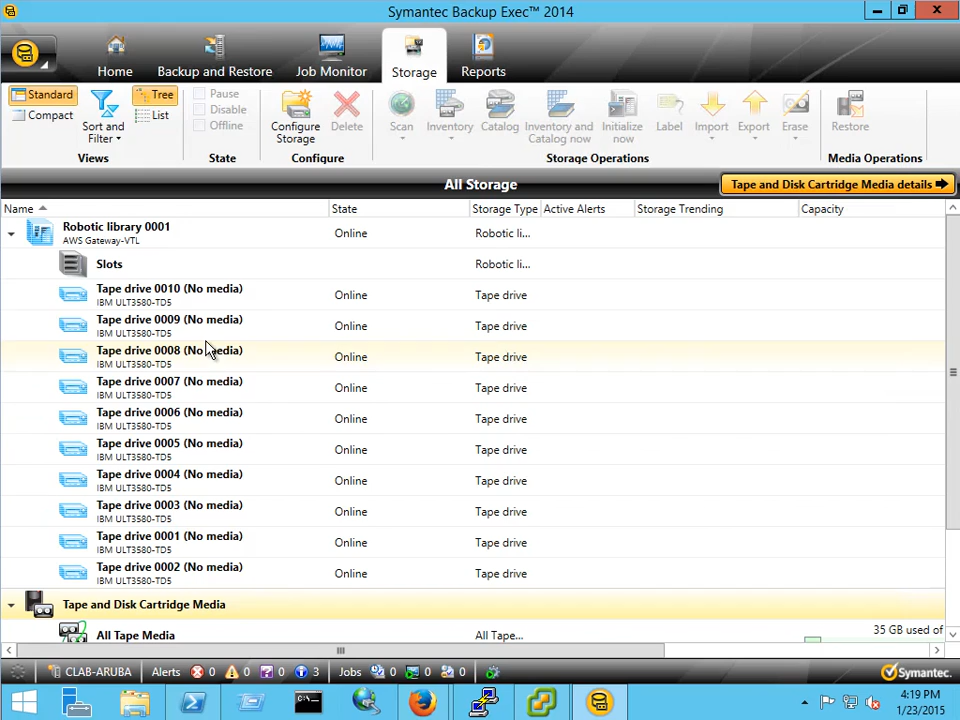 Symantec Backup Exec™ 2014
Home
Backup and Restore
Job Monitor
Storage
Reports
Standard
Compact
Sort and Filter
Tree
List
Views
Pause
Disable
Offline
State
Configure Storage
Delete
Configure
Scan
Inventory
Catalog
Inventory and Catalog now
Initialize now
Label
Import
Export
Erase
Storage Operations
Restore
Media Operations
All Storage
Tape and Disk Cartridge Media details
Name State Storage Type Active Alerts Storage Trending Capacity
Robotic library 0001 Online Robotic li...
AWS Gateway-VTL
Slots Robotic li...
Tape drive 0010 (No media) Online Tape drive
IBM ULT3580-TD5
Tape drive 0009 (No media) Online Tape drive
IBM ULT3580-TD5
Tape drive 0008 (No media) Online Tape drive
IBM ULT3580-TD5
Tape drive 0007 (No media) Online Tape drive
IBM ULT3580-TD5
Tape drive 0006 (No media) Online Tape drive
IBM ULT3580-TD5
Tape drive 0005 (No media) Online Tape drive
IBM ULT3580-TD5
Tape drive 0004 (No media) Online Tape drive
IBM ULT3580-TD5
Tape drive 0003 (No media) Online Tape drive
IBM ULT3580-TD5
Tape drive 0001 (No media) Online Tape drive
IBM ULT3580-TD5
Tape drive 0002 (No media) Online Tape drive
IBM ULT3580-TD5
Tape and Disk Cartridge Media
All Tape Media All Tape... 35 GB used of
CLAB-ARUBA Alerts 0 0 0 3 Jobs 0 0 0 Symantec.
4:19 PM
1/23/2015